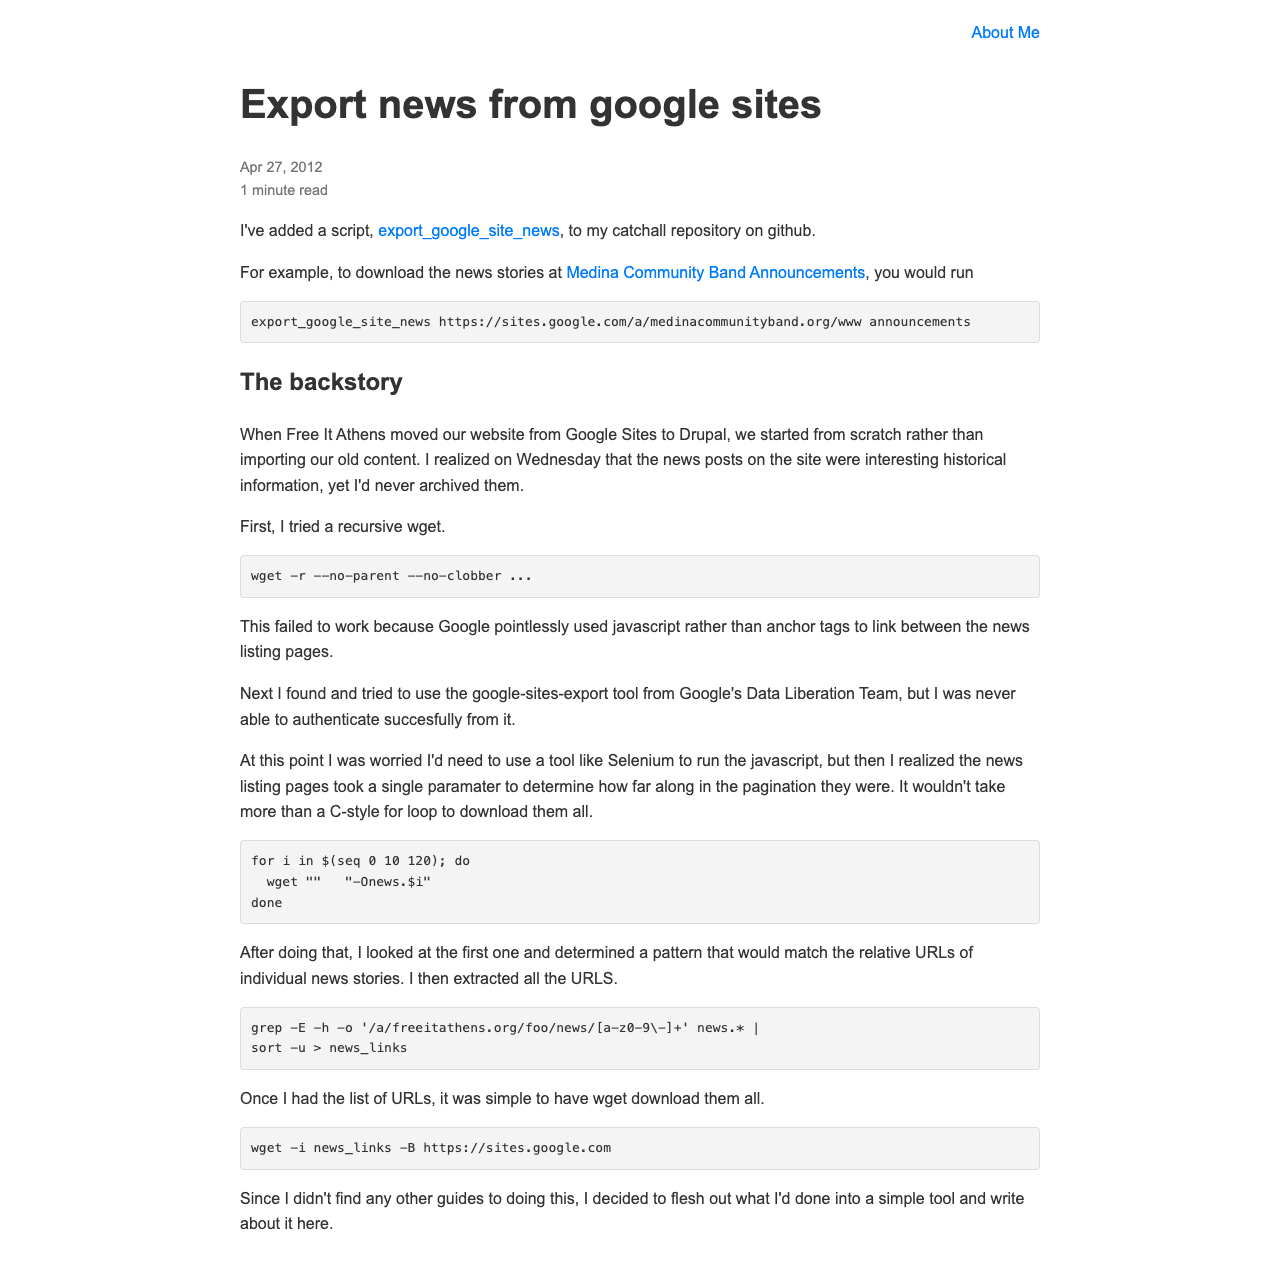 About Me
Export news from google sites
Apr 27, 2012
1 minute read
I've added a script, export_google_site_news, to my catchall repository on github.
For example, to download the news stories at Medina Community Band Announcements, you would run
export_google_site_news https://sites.google.com/a/medinacommunityband.org/www announcements
The backstory
When Free It Athens moved our website from Google Sites to Drupal, we started from scratch rather than
importing our old content. I realized on Wednesday that the news posts on the site were interesting historical
information, yet I'd never archived them.
First, I tried a recursive wget.
wget -r --no-parent --no-clobber ...
This failed to work because Google pointlessly used javascript rather than anchor tags to link between the news
listing pages.
Next I found and tried to use the google-sites-export tool from Google's Data Liberation Team, but I was never
able to authenticate succesfully from it.
At this point I was worried I'd need to use a tool like Selenium to run the javascript, but then I realized the news
listing pages took a single paramater to determine how far along in the pagination they were. It wouldn't take
more than a C-style for loop to download them all.
for i in $(seq 0 10 120); do
  wget ""   "-Onews.$i"
done
After doing that, I looked at the first one and determined a pattern that would match the relative URLs of
individual news stories. I then extracted all the URLS.
grep -E -h -o '/a/freeitathens.org/foo/news/[a-z0-9\-]+' news.* |
sort -u > news_links
Once I had the list of URLs, it was simple to have wget download them all.
wget -i news_links -B https://sites.google.com
Since I didn't find any other guides to doing this, I decided to flesh out what I'd done into a simple tool and write
about it here.